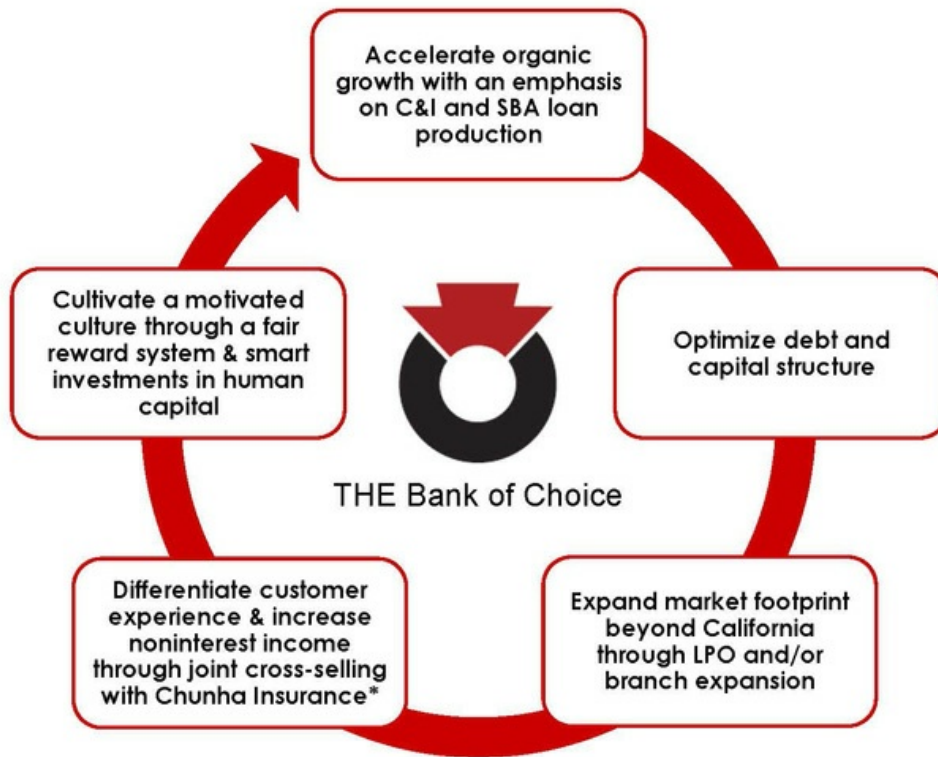 Accelerate organic
growth with an emphasis
on C&I and SBA loan
production
Optimize debt and
capital structure
Expand market footprint
beyond California
through LPO and/or
branch expansion
Differentiate customer
experience & increase
noninterest income
through joint cross-selling
with Chunha Insurance*
Cultivate a motivated
culture through a fair
reward system & smart
investments in human
capital
THE Bank of Choice